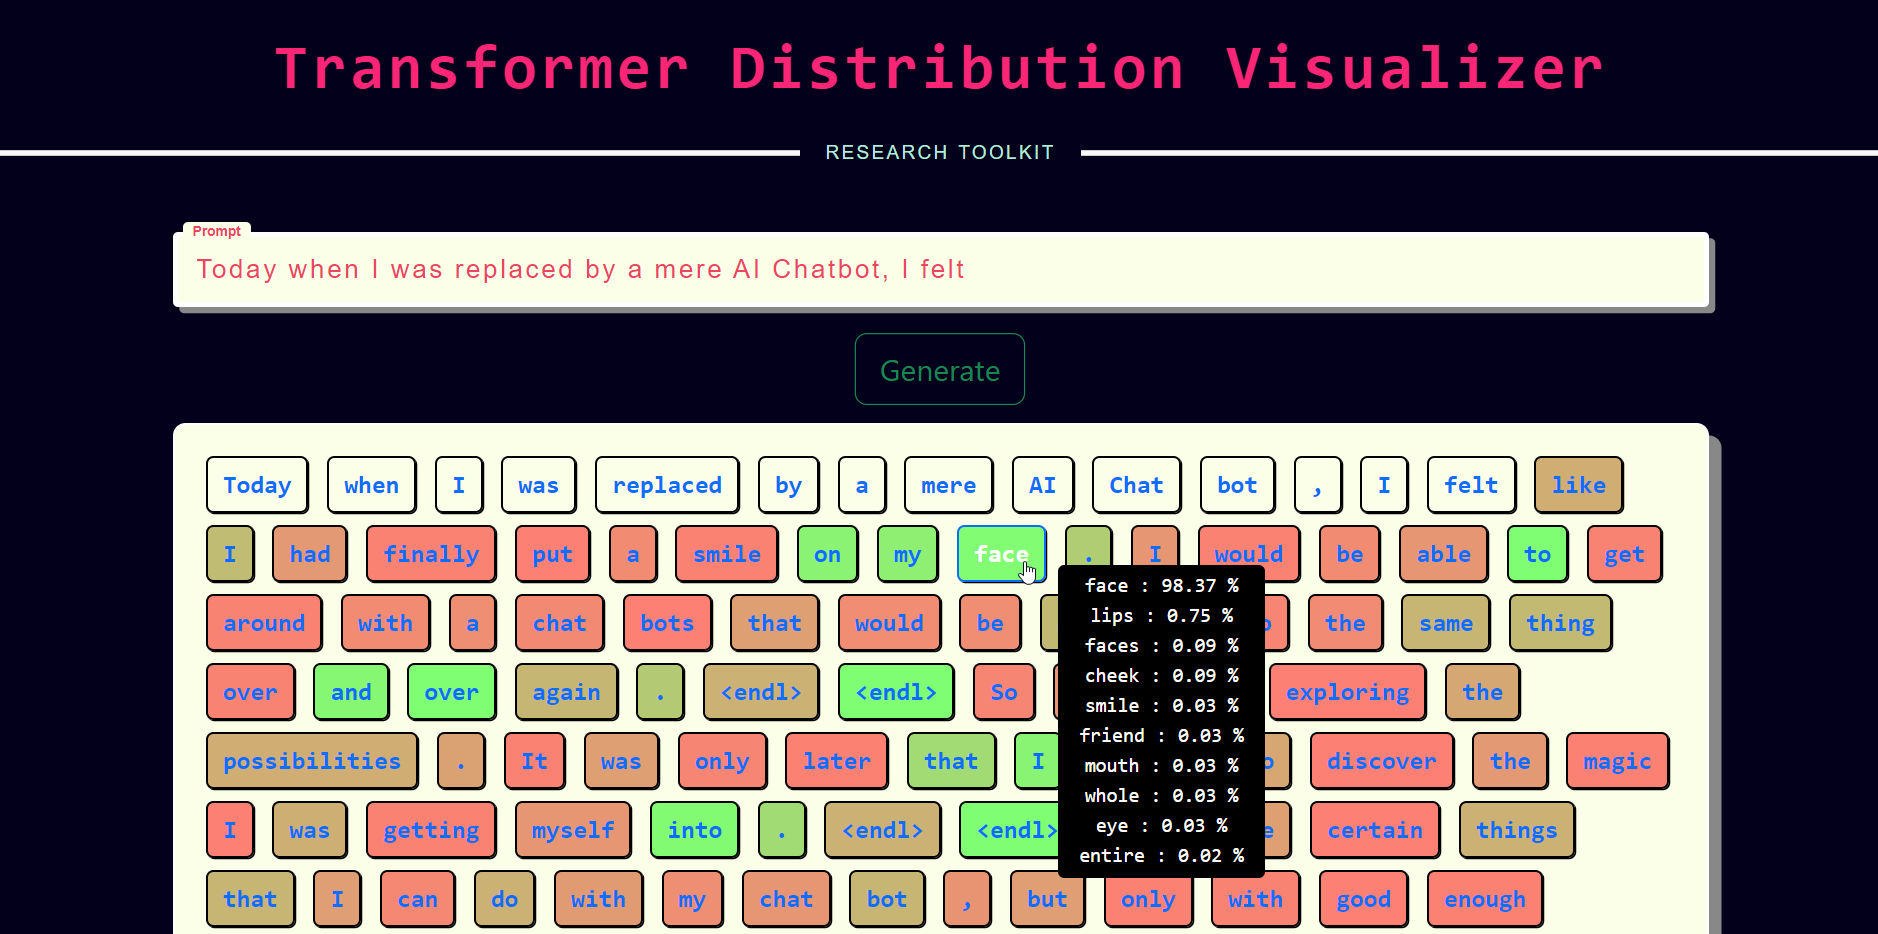 Transformer Distribution Visualizer
RESEARCH TOOLKIT
Prompt
Today when I was replaced by a mere AI Chatbot, I felt
Generate
Today when I was replaced by a mere AI Chat bot , I felt like
I had finally put a smile on my face . I would be able to get
around with a chat bots that would be the same thing
over and over again . <endl> <endl> So exploring the
possibilities . It was only later that I discover the magic
I was getting myself into . <endl> <endl> certain things
that I can do with my chat bot , but only with good enough
face : 98.37 %
lips : 0.75 %
faces : 0.09 %
cheek : 0.09 %
smile : 0.03 %
friend : 0.03 %
mouth : 0.03 %
whole : 0.03 %
eye : 0.03 %
entire : 0.02 %